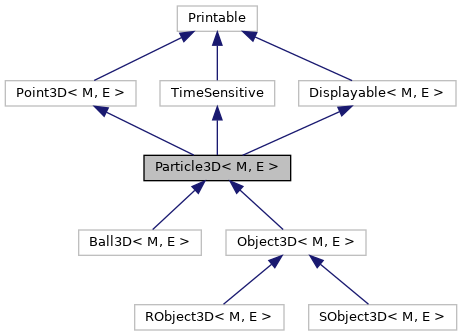 Printable
Point3D< M, E >
TimeSensitive
Displayable< M, E >
Particle3D< M, E >
Ball3D< M, E >
Object3D< M, E >
RObject3D< M, E >
SObject3D< M, E >